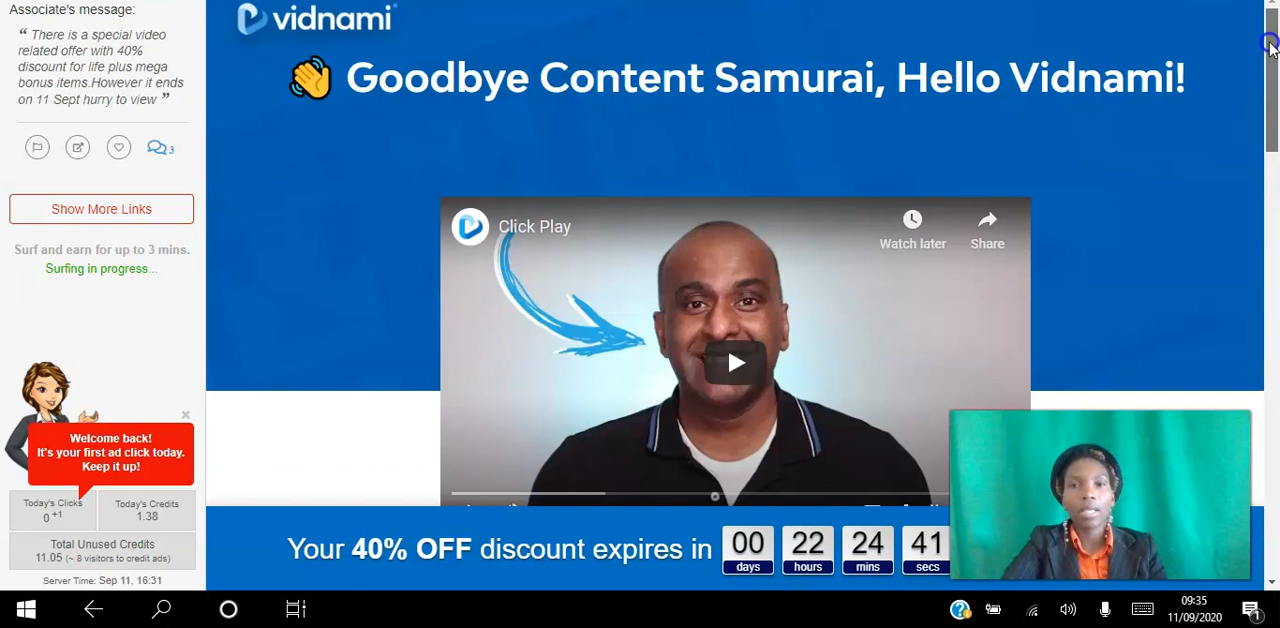 Associate's message:
“ There is a special video
related offer with 40%
discount for life plus mega
bonus items.However it ends
on 11 Sept hurry to view ”
3
Show More Links
Surf and earn for up to 3 mins.
Surfing in progress...
Welcome back!
It's your first ad click today.
Keep it up!
Today's Clicks
0 +1
Today's Credits
1.38
Total Unused Credits
11.05 (~ 8 visitors to credit ads)
Server Time: Sep 11, 16:31
vidnami
👋 Goodbye Content Samurai, Hello Vidnami!
Click Play
Watch later
Share
Your 40% OFF discount expires in
00
days
22
hours
24
mins
41
secs
09:35
11/09/2020
1